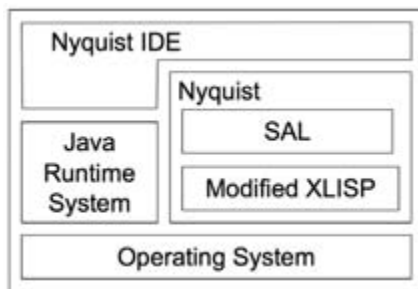 Nyquist IDE
Nyquist
SAL
Java
Runtime
System
Modified XLISP
Operating System